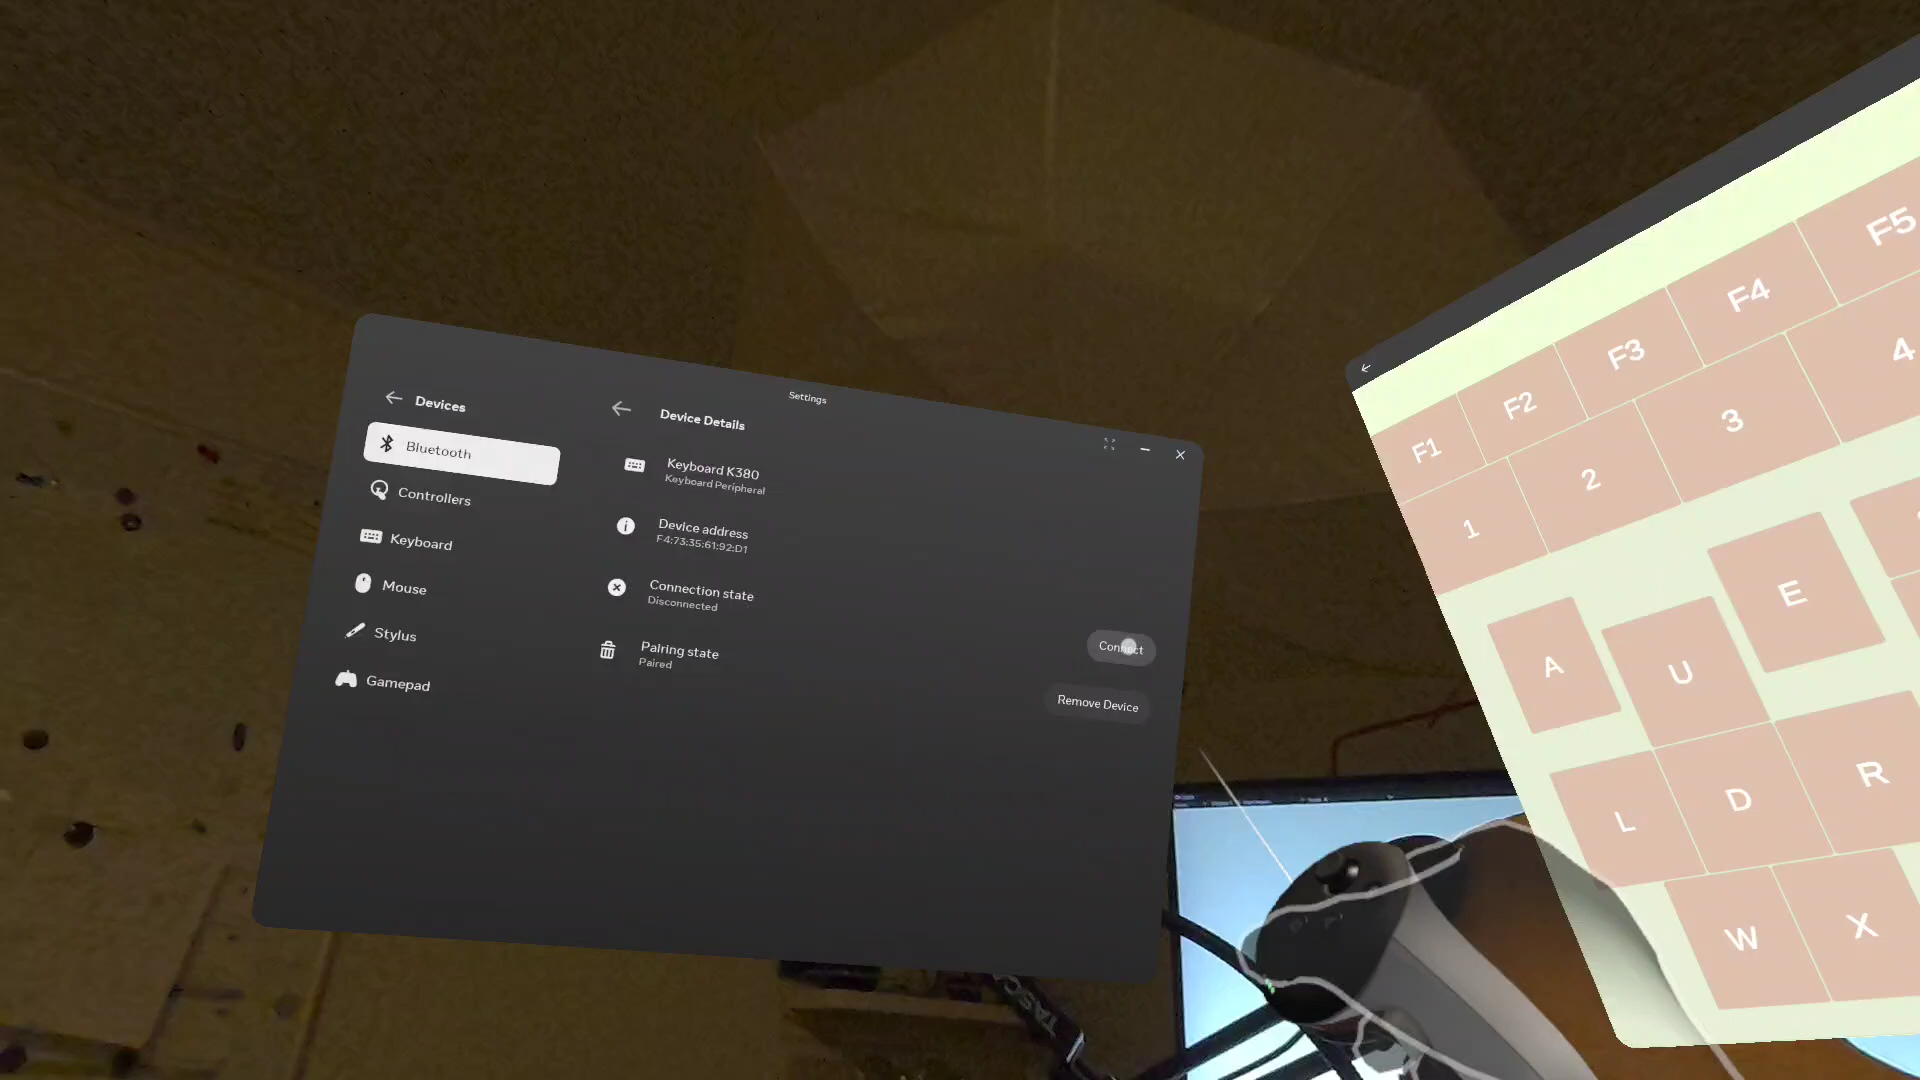 Settings
Devices
Bluetooth
Controllers
Keyboard
Mouse
Stylus
Gamepad
Device Details
Keyboard K380
Keyboard Peripheral
Device address
F4:73:35:61:92:D1
Connection state
Disconnected
Connect
Pairing state
Paired
Remove Device
F1 F2 F3 F4 F5
1 2 3 4
A U E
L D R
W X